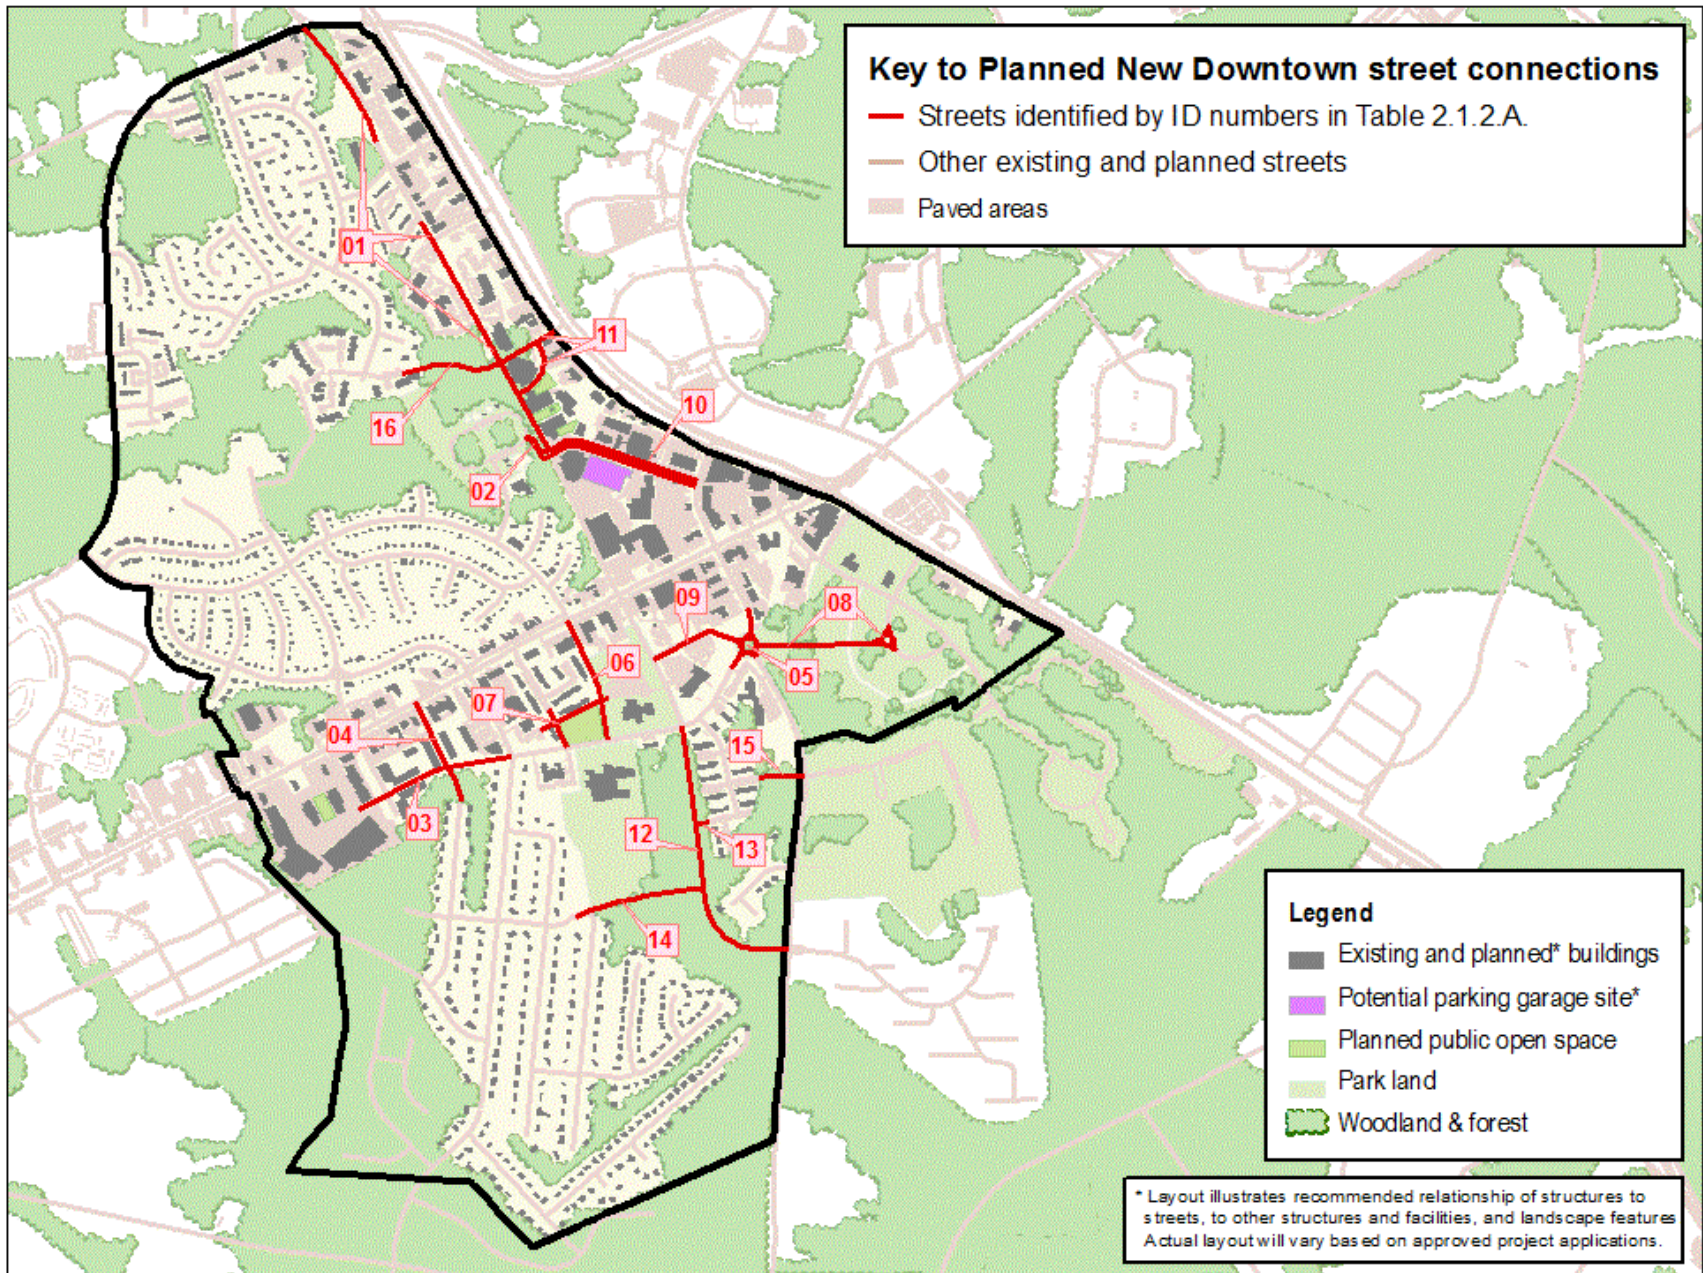 Key to Planned New Downtown street connections
Streets identified by ID numbers in Table 2.1.2.A.
Other existing and planned streets
Paved areas
01
11
16
10
02
09
08
06
05
07
04
15
03
12
13
14
Legend
Existing and planned* buildings
Potential parking garage site*
Planned public open space
Park land
Woodland & forest
* Layout illustrates recommended relationship of structures to
streets, to other structures and facilities, and landscape features
Actual layout will vary based on approved project applications.